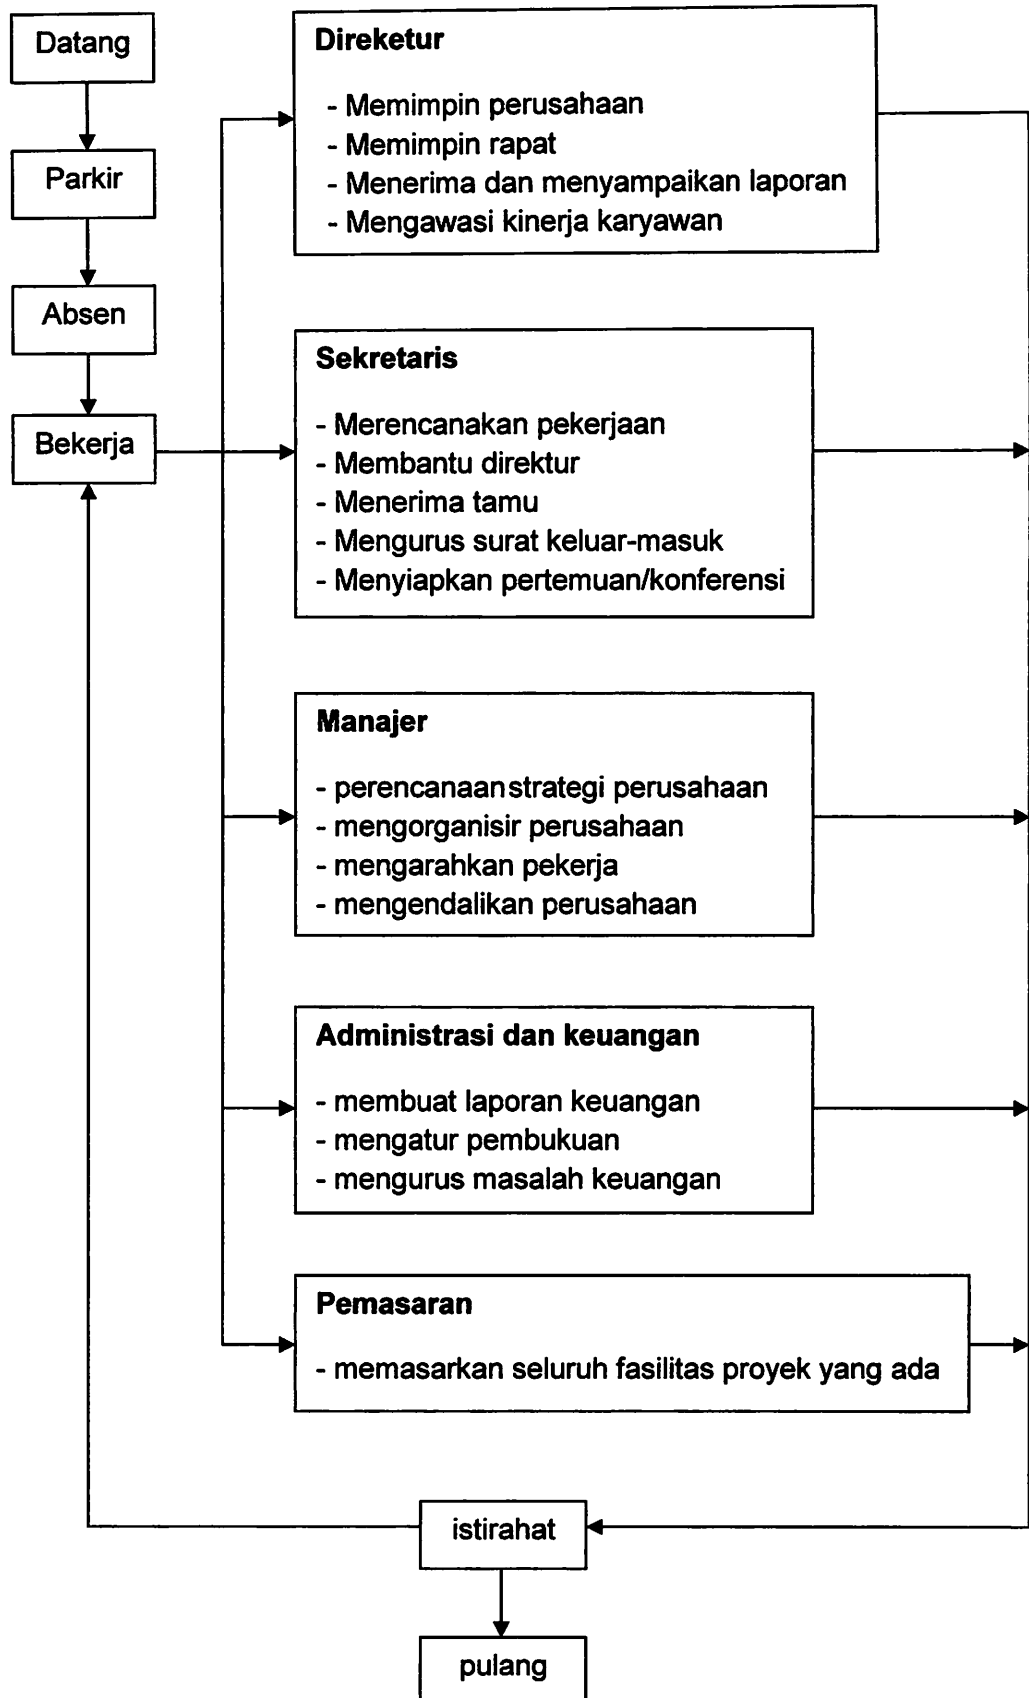 Datang
Parkir
Absen
Bekerja
Direketur
- Memimpin perusahaan
- Memimpin rapat
- Menerima dan menyampaikan laporan
- Mengawasi kinerja karyawan
Sekretaris
- Merencanakan pekerjaan
- Membantu direktur
- Menerima tamu
- Mengurus surat keluar-masuk
- Menyiapkan pertemuan/konferensi
Manajer
- perencanaan strategi perusahaan
- mengorganisir perusahaan
- mengarahkan pekerja
- mengendalikan perusahaan
Administrasi dan keuangan
- membuat laporan keuangan
- mengatur pembukuan
- mengurus masalah keuangan
Pemasaran
- memasarkan seluruh fasilitas proyek yang ada
istirahat
pulang